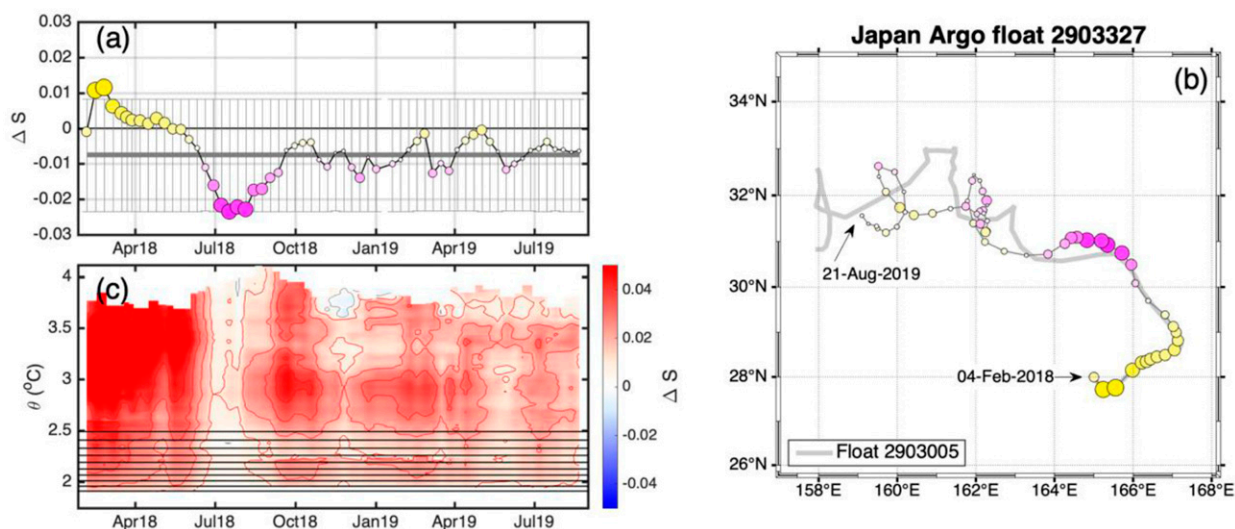 0.03
(a)
0.02
0.01
0
-0.01
-0.02
-0.03
Δ S
Apr18 Jul18 Oct18 Jan19 Apr19 Jul19
4
(c)
3.5
3
2.5
2
θ (°C)
Apr18 Jul18 Oct18 Jan19 Apr19 Jul19
0.04
0.02
0
-0.02
-0.04
Δ S
Japan Argo float 2903327
(b)
34°N
32°N
30°N
28°N
26°N
21-Aug-2019
04-Feb-2018
Float 2903005
158°E 160°E 162°E 164°E 166°E 168°E